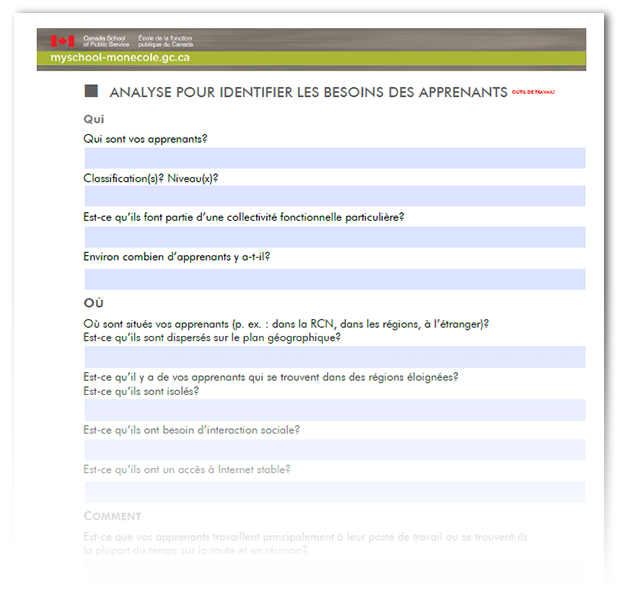 Canada School
of Public Service
École de la fonction
publique du Canada
myschool-monecole.gc.ca
ANALYSE POUR IDENTIFIER LES BESOINS DES APPRENANTS OUTIL DE TRAVAIL!
Qui
Qui sont vos apprenants?
Classification(s)? Niveau(x)?
Est-ce qu'ils font partie d'une collectivité fonctionnelle particulière?
Environ combien d'apprenants y a-t-il?
Où
Où sont situés vos apprenants (p. ex. : dans la RCN, dans les régions, à l'étranger)?
Est-ce qu'ils sont dispersés sur le plan géographique?
Est-ce qu'il y a de vos apprenants qui se trouvent dans des régions éloignées?
Est-ce qu'ils sont isolés?
Est-ce qu'ils ont besoin d'interaction sociale?
Est-ce qu'ils ont un accès à Internet stable?
COMMENT
Est-ce que vos apprenants travaillent principalement à leur poste de travail ou se trouvent-ils
la plupart du temps sur la route et en réunion?